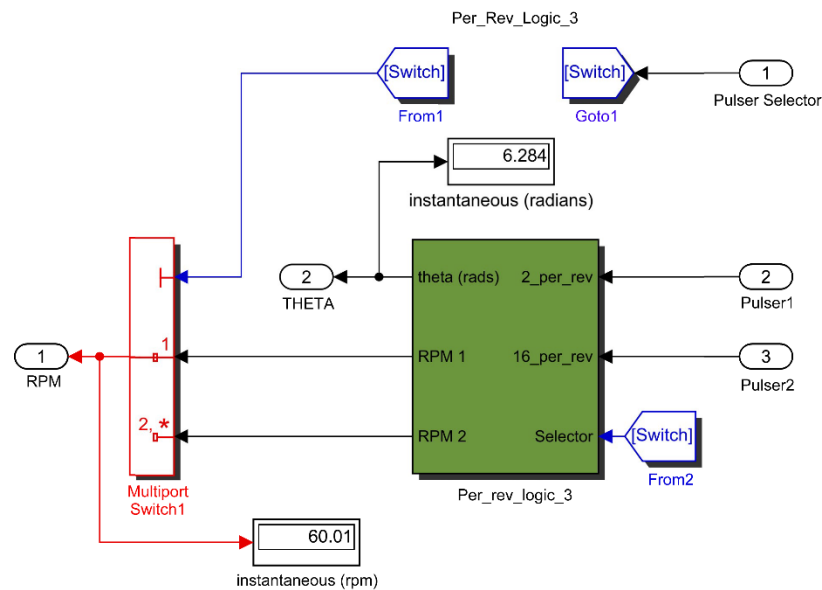 Per_Rev_Logic_3
[Switch]
[Switch]
1
From1
Goto1
Pulser Selector
6.284
instantaneous (radians)
2
theta (rads)
2_per_rev
2
THETA
Pulser1
1
1
RPM 1
16_per_rev
3
RPM
Pulser2
2, *
RPM 2
Selector
[Switch]
From2
Multiport
Switch1
Per_rev_logic_3
60.01
instantaneous (rpm)